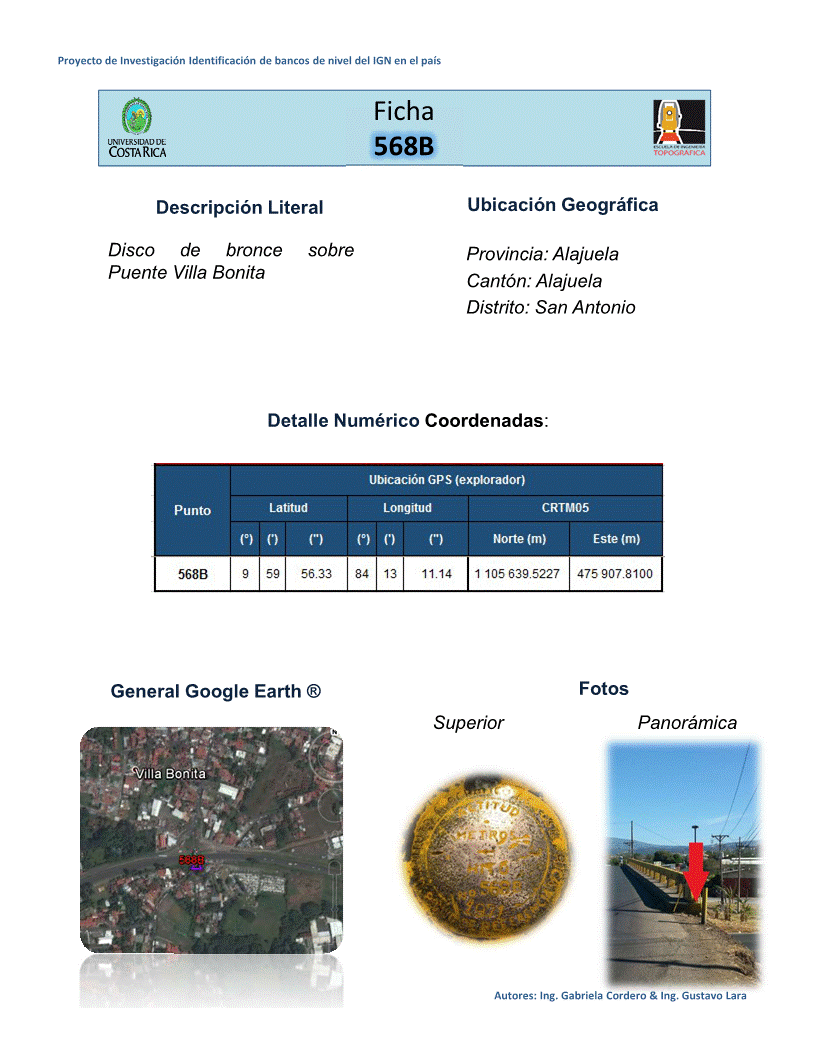 Proyecto de Investigación Identificación de bancos de nivel del IGN en el país
UNIVERSIDAD DE
COSTA RICA
Ficha
568B
ESCUELA DE INGENIERÍA
TOPOGRÁFICA
Descripción Literal
Disco de bronce sobre
Puente Villa Bonita
Ubicación Geográfica
Provincia: Alajuela
Cantón: Alajuela
Distrito: San Antonio
Detalle Numérico Coordenadas:
Punto
Ubicación GPS (explorador)
Latitud Longitud CRTM05
(°) (') (") (°) (') (") Norte (m) Este (m)
568B 9 59 56.33 84 13 11.14 1 105 639.5227 475 907.8100
General Google Earth ®
Fotos
Superior Panorámica
Villa Bonita
568B
METROS
Autores: Ing. Gabriela Cordero & Ing. Gustavo Lara